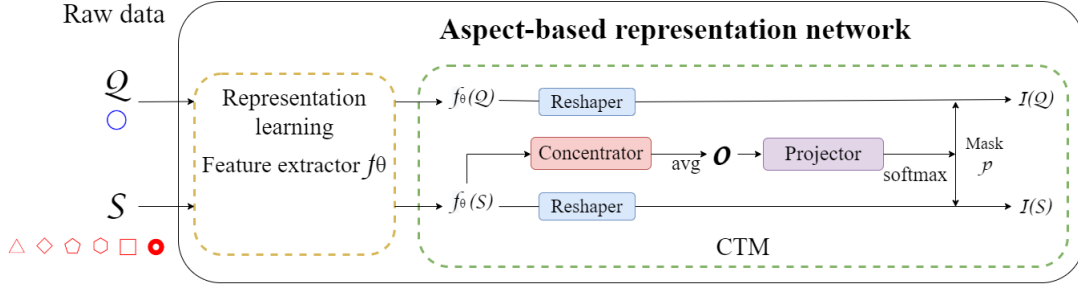 Raw data
Aspect-based representation network
Q
Representation
learning
Feature extractor fθ
fθ(Q)
Reshaper
I(Q)
Concentrator
avg
O
Projector
softmax
Mask
p
S
fθ(S)
Reshaper
I(S)
CTM